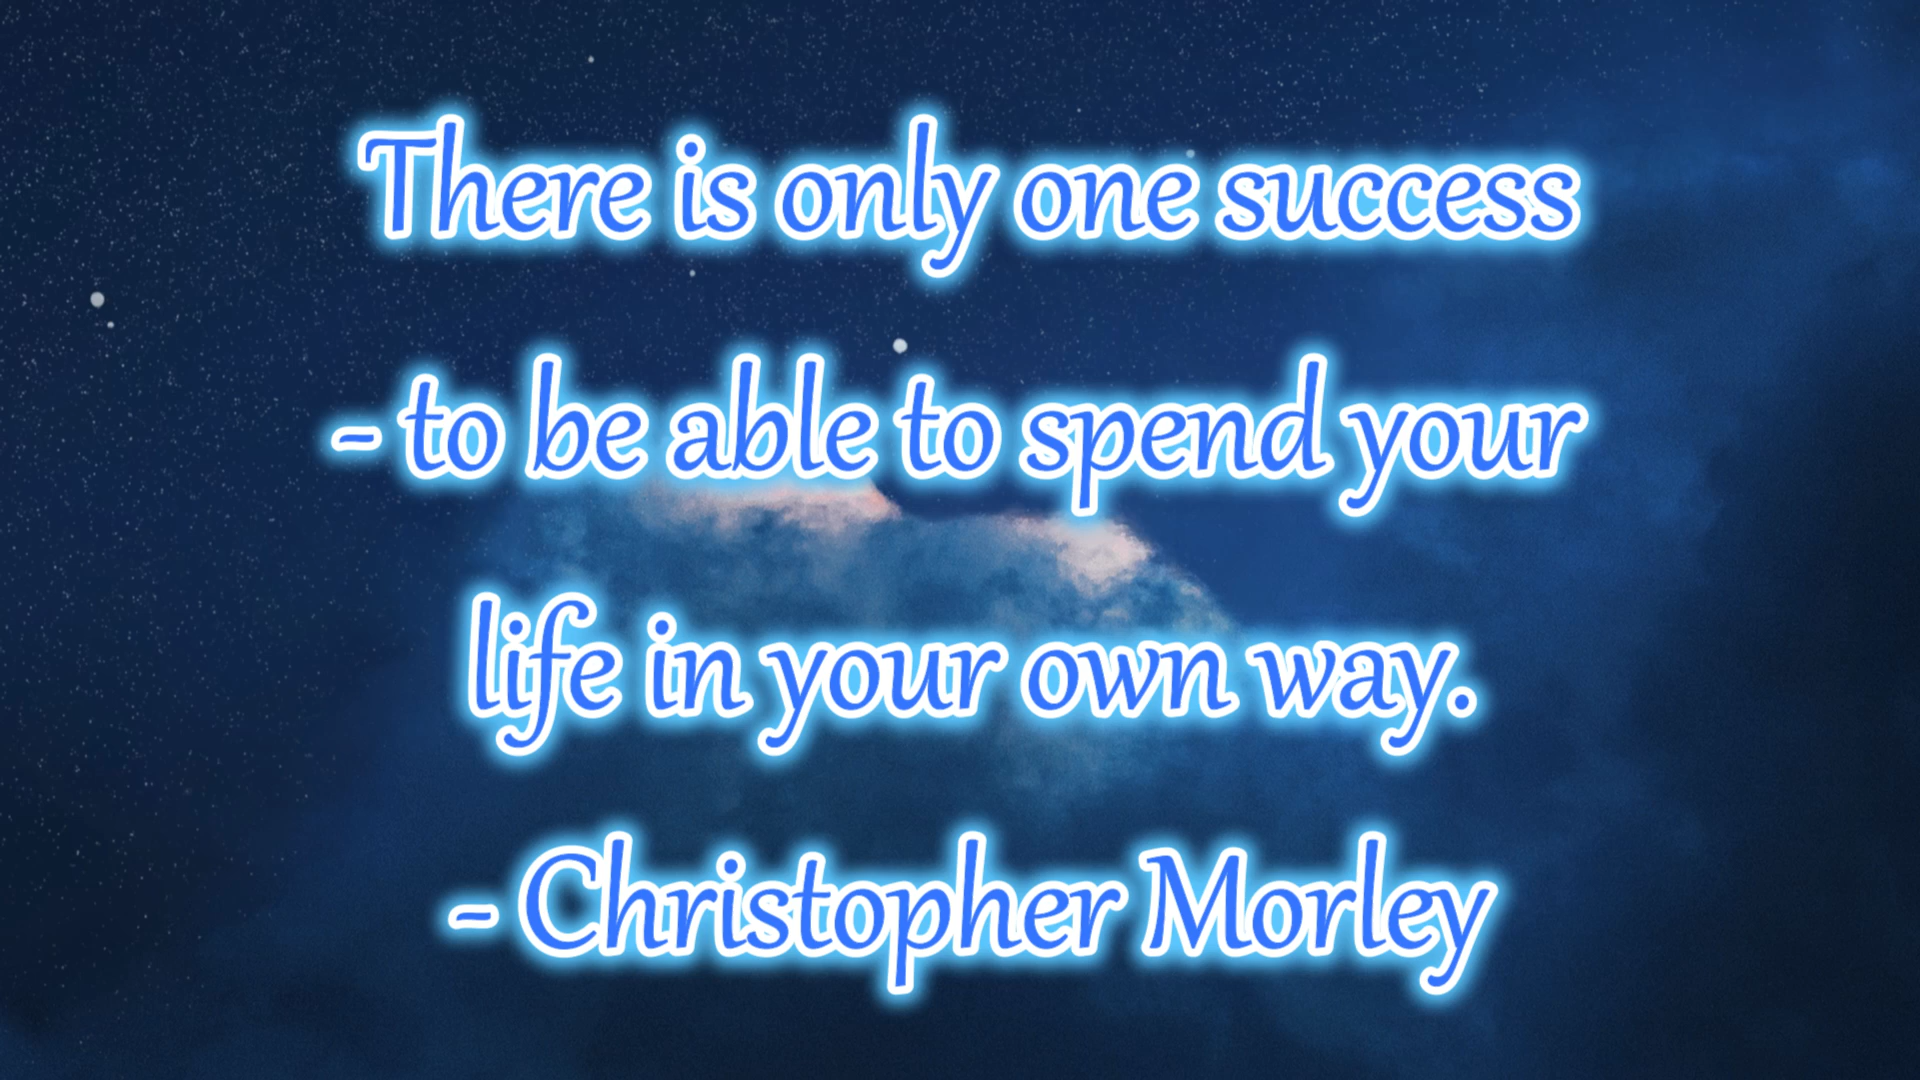 There is only one success
- to be able to spend your
life in your own way.
- Christopher Morley